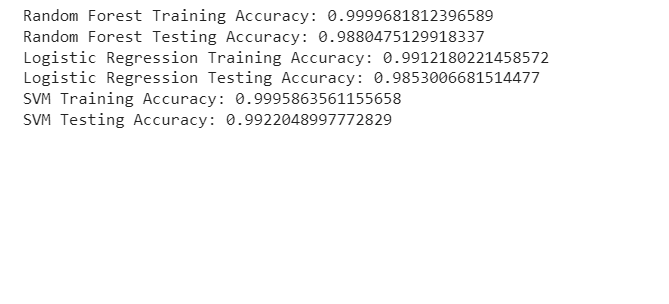 Random Forest Training Accuracy: 0.9999681812396589
Random Forest Testing Accuracy: 0.9880475129918337
Logistic Regression Training Accuracy: 0.9912180221458572
Logistic Regression Testing Accuracy: 0.9853006681514477
SVM Training Accuracy: 0.9995863561155658
SVM Testing Accuracy: 0.9922048997772829